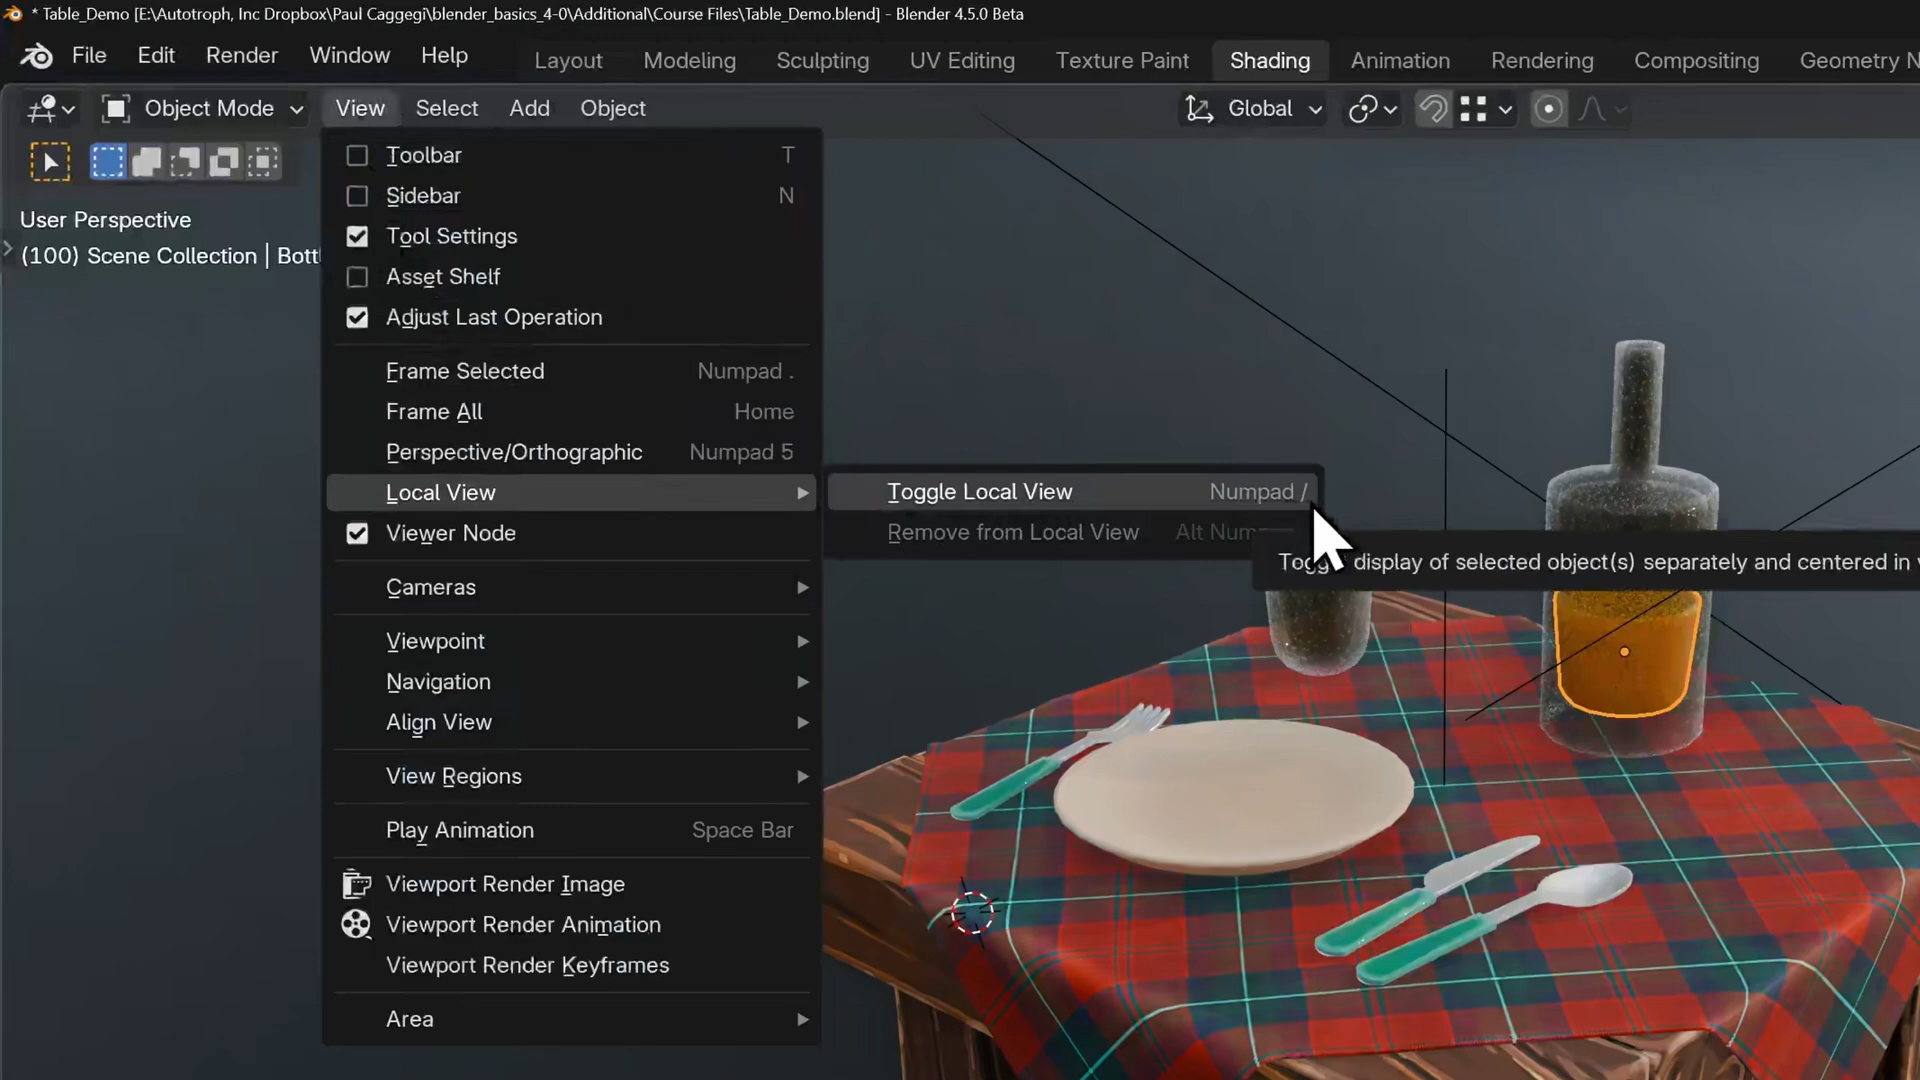 * Table_Demo [E:\Autotroph, Inc Dropbox\Paul Caggegi\blender_basics_4-0\Additional\Course Files\Table_Demo.blend] - Blender 4.5.0 Beta
File Edit Render Window Help Layout Modeling Sculpting UV Editing Texture Paint Shading Animation Rendering Compositing Geometry N
Object Mode View Select Add Object Global
Toolbar T
Sidebar N
User Perspective
Tool Settings
(100) Scene Collection | Bott
Asset Shelf
Adjust Last Operation
Frame Selected Numpad .
Frame All Home
Perspective/Orthographic Numpad 5
Local View
Toggle Local View Numpad /
Viewer Node
Remove from Local View Alt Num
display of selected object(s) separately and centered in
Cameras
Viewpoint
Navigation
Align View
View Regions
Play Animation Space Bar
Viewport Render Image
Viewport Render Animation
Viewport Render Keyframes
Area